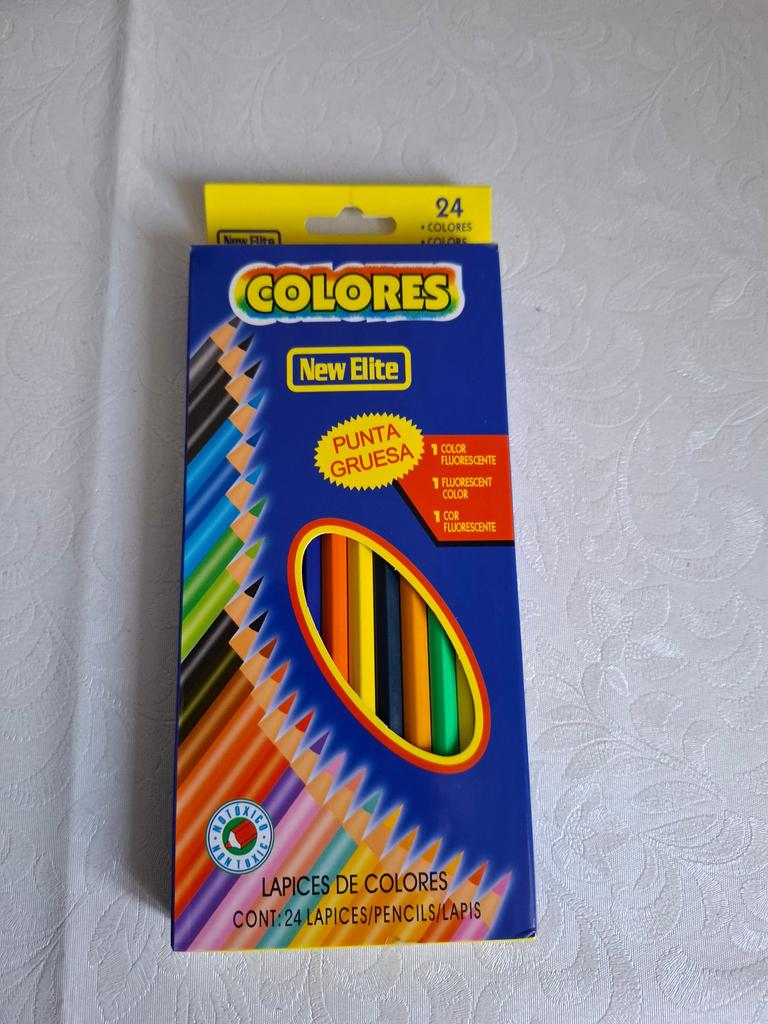 24
• COLORES
• COLORS
New Elite
COLORES
New Elite
PUNTA
GRUESA
1 COLOR
FLUORESCENTE
1 FLUORESCENT
COLOR
1 COR
FLUORESCENTE
NO TÓXICO
NON TOXIC
LAPICES DE COLORES
CONT: 24 LAPICES/PENCILS/LAPIS